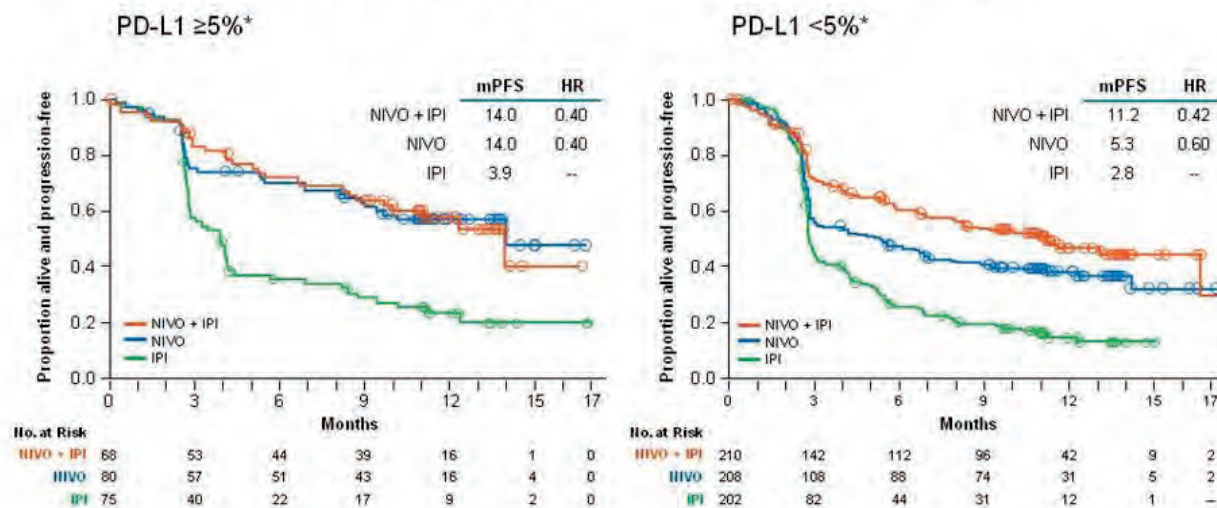 PD-L1 ≥5%*
mPFS HR
NIVO + IPI 14.0 0.40
NIVO 14.0 0.40
IPI 3.9 --
Proportion alive and progression-free
1.0
0.8
0.6
0.4
0.2
0.0
NIVO + IPI
NIVO
IPI
0 3 6 9 12 15 17
Months
No. at Risk
NIVO + IPI 68 53 44 39 16 1 0
NIVO 80 57 51 43 16 4 0
IPI 75 40 22 17 9 2 0
PD-L1 <5%*
mPFS HR
NIVO + IPI 11.2 0.42
NIVO 5.3 0.60
IPI 2.8 --
Proportion alive and progression-free
1.0
0.8
0.6
0.4
0.2
0.0
NIVO + IPI
NIVO
IPI
0 3 6 9 12 15 17
Months
No. at Risk
NIVO + IPI 210 142 112 96 42 9 2
NIVO 208 108 88 74 31 5 2
IPI 202 82 44 31 12 1 --